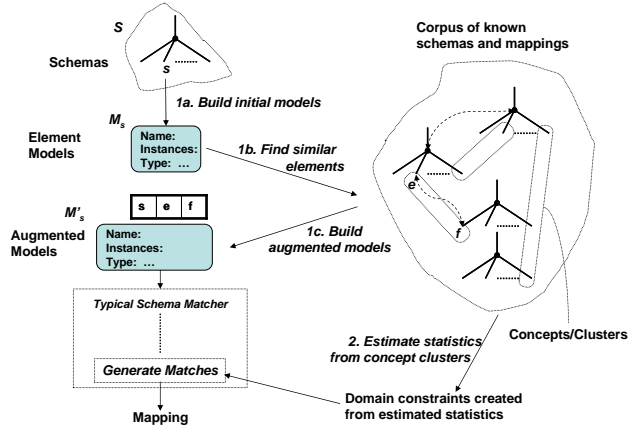 S
Schemas
s
........
1a. Build initial models
Ms
Element
Models
Name:
Instances:
Type: ...
1b. Find similar
elements
M's
s e f
Augmented
Models
Name:
Instances:
Type: ...
1c. Build
augmented models
Typical Schema Matcher
Generate Matches
Mapping
Corpus of known
schemas and mappings
........
........
e
f
........
........
Concepts/Clusters
2. Estimate statistics
from concept clusters
Domain constraints created
from estimated statistics